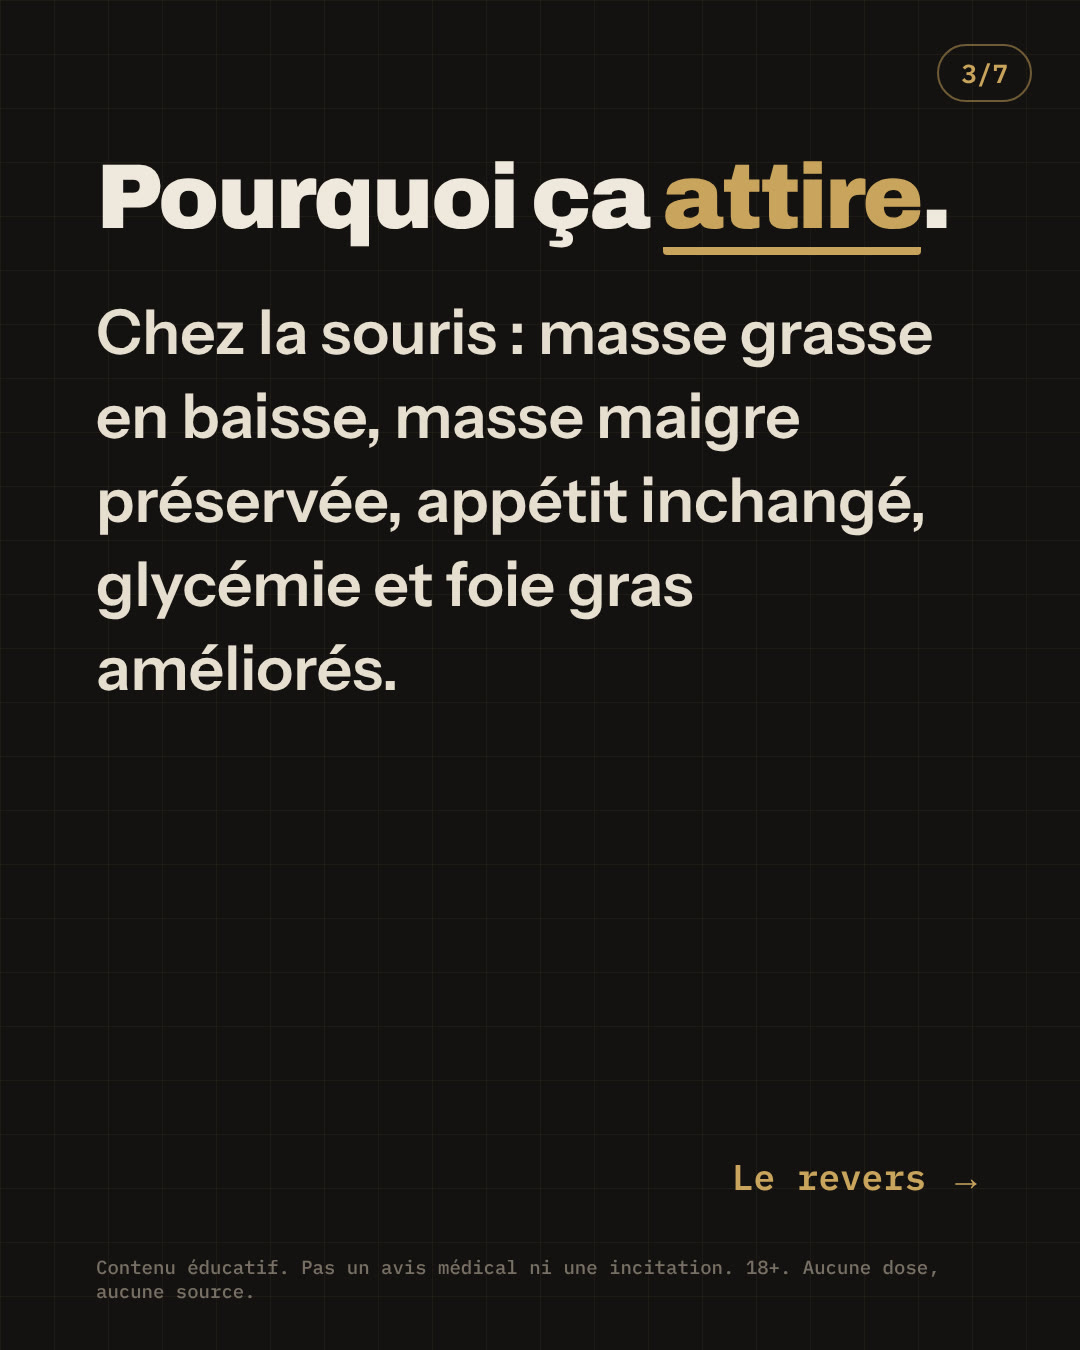 3/7
Pourquoi ça attire.
Chez la souris : masse grasse
en baisse, masse maigre
préservée, appétit inchangé,
glycémie et foie gras
améliorés.
Le revers →
Contenu éducatif. Pas un avis médical ni une incitation. 18+. Aucune dose,
aucune source.